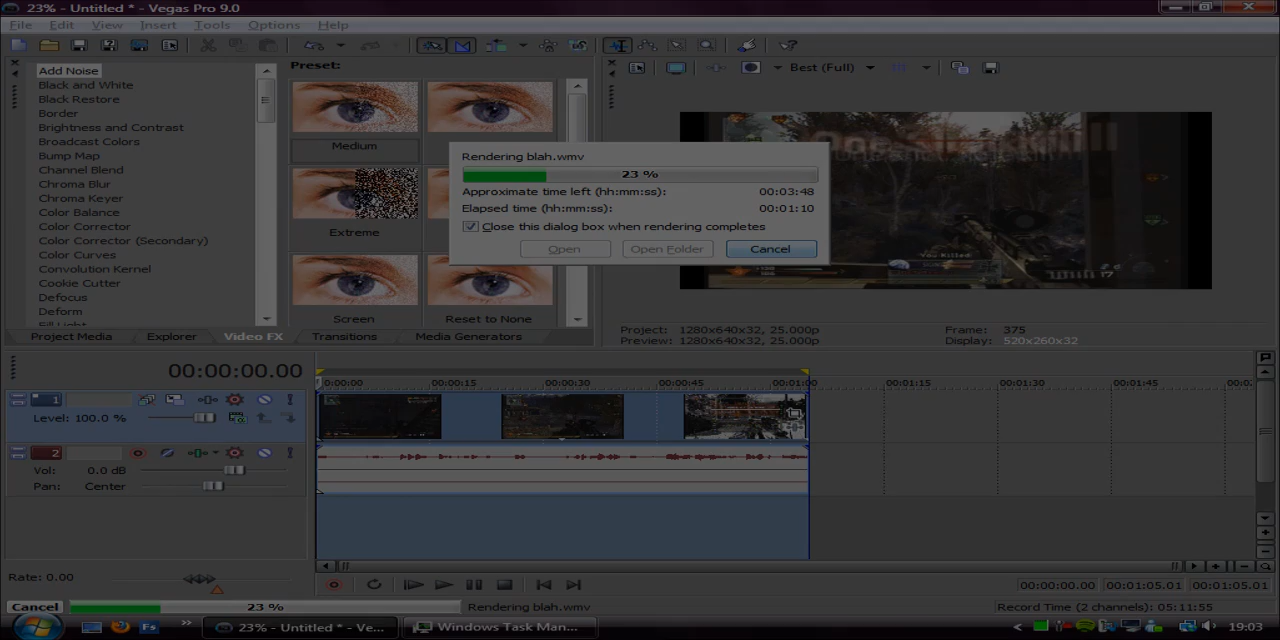 23% - Untitled * - Vegas Pro 9.0
File Edit View Insert Tools Options Help
Add Noise
Black and White
Black Restore
Border
Brightness and Contrast
Broadcast Colors
Bump Map
Channel Blend
Chroma Blur
Chroma Keyer
Color Balance
Color Corrector
Color Corrector (Secondary)
Color Curves
Convolution Kernel
Cookie Cutter
Defocus
Deform
Fill Light
Preset:
Medium
Extreme
Screen
Reset to None
Project Media Explorer Video FX Transitions Media Generators
Rendering blah.wmv
23 %
Approximate time left (hh:mm:ss): 00:03:48
Elapsed time (hh:mm:ss): 00:01:10
Close this dialog box when rendering completes
Open Open Folder Cancel
Best (Full)
You Killed
Project: 1280x640x32, 25.000p Frame: 375
Preview: 1280x640x32, 25.000p Display: 520x260x32
00:00:00.00
0:00:00 00:00:15 00:00:30 00:00:45 00:01:00 00:01:15 00:01:30 00:01:45 00:02:
1
Level: 100.0 %
2
Vol: 0.0 dB
Pan: Center
Rate: 0.00
00:00:00.00 00:01:05.01 00:01:05.01
Cancel 23 % Rendering blah.wmv Record Time (2 channels): 05:11:55
Fs 23% - Untitled * - Ve... Windows Task Man... 19:03